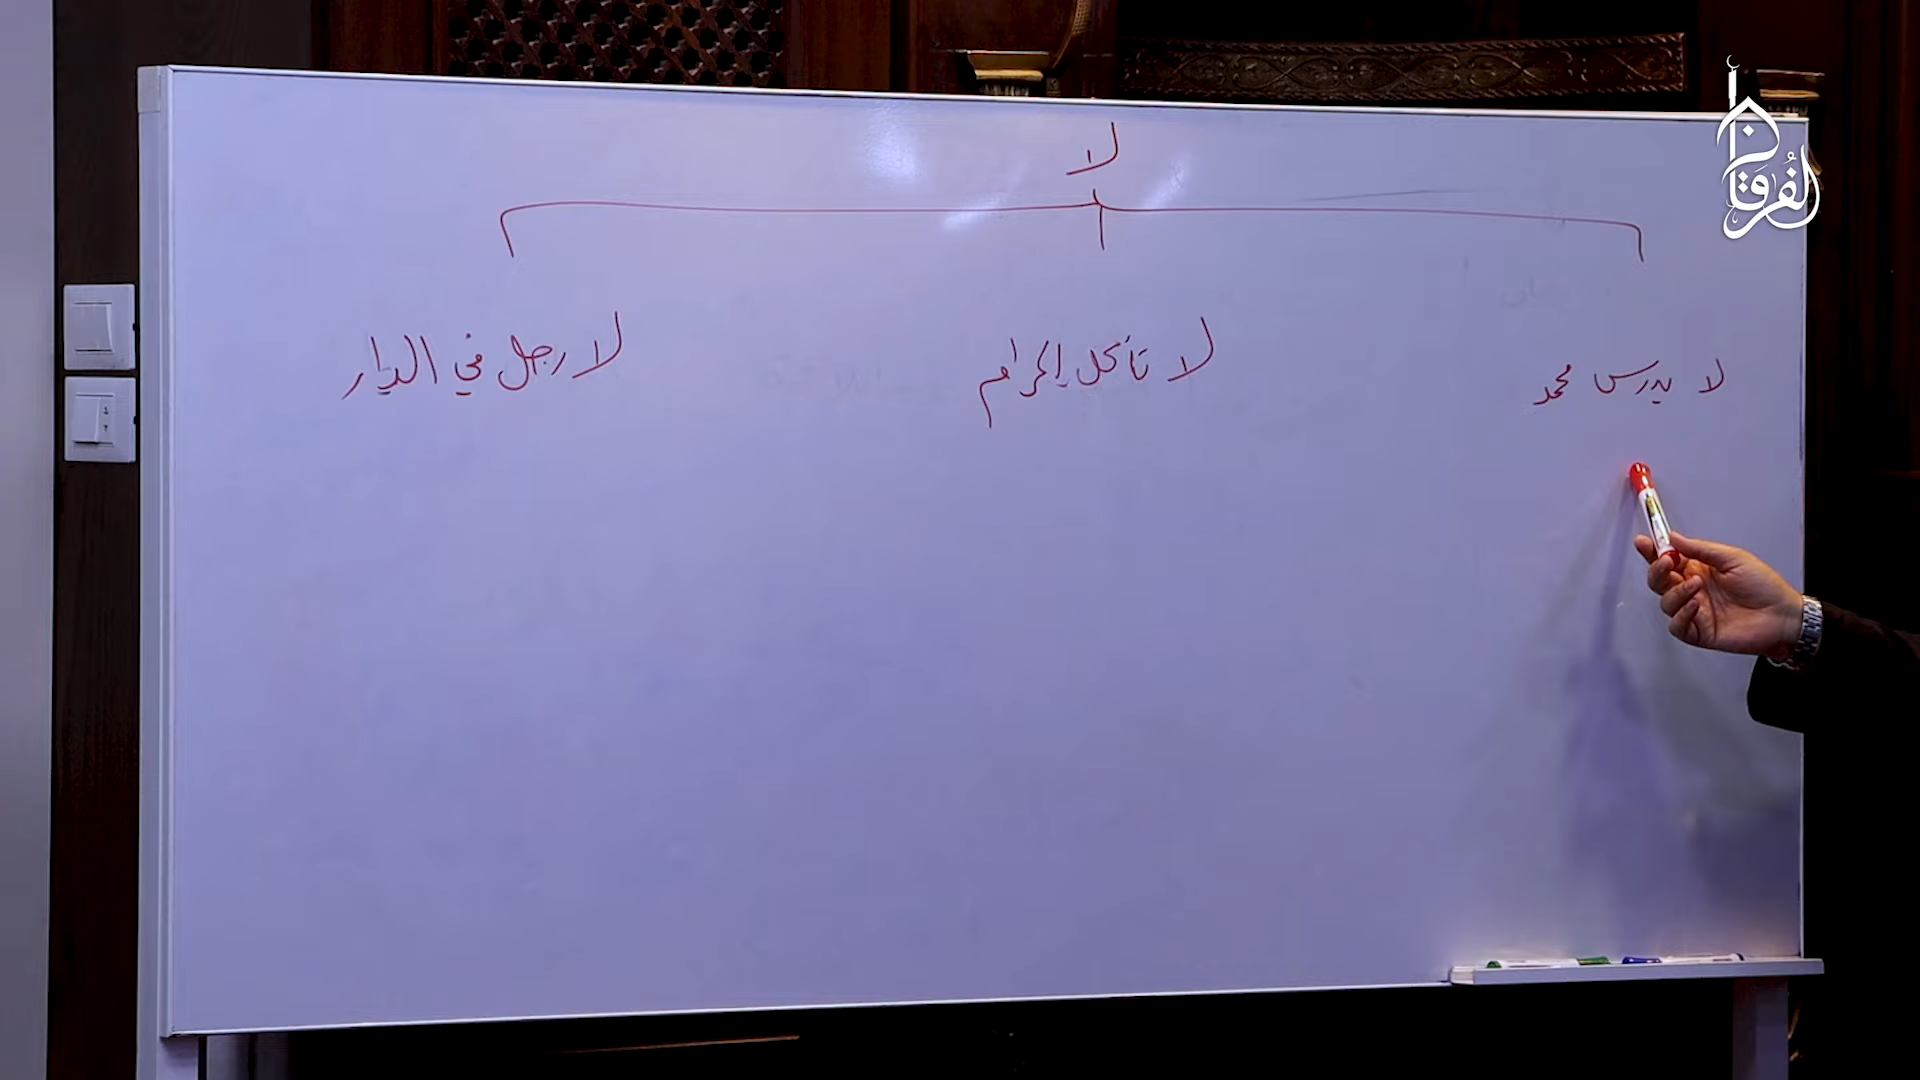 الفرقان
لا
لا يدرس محمد
لا تأكل الحرام
لا رجل في الدار